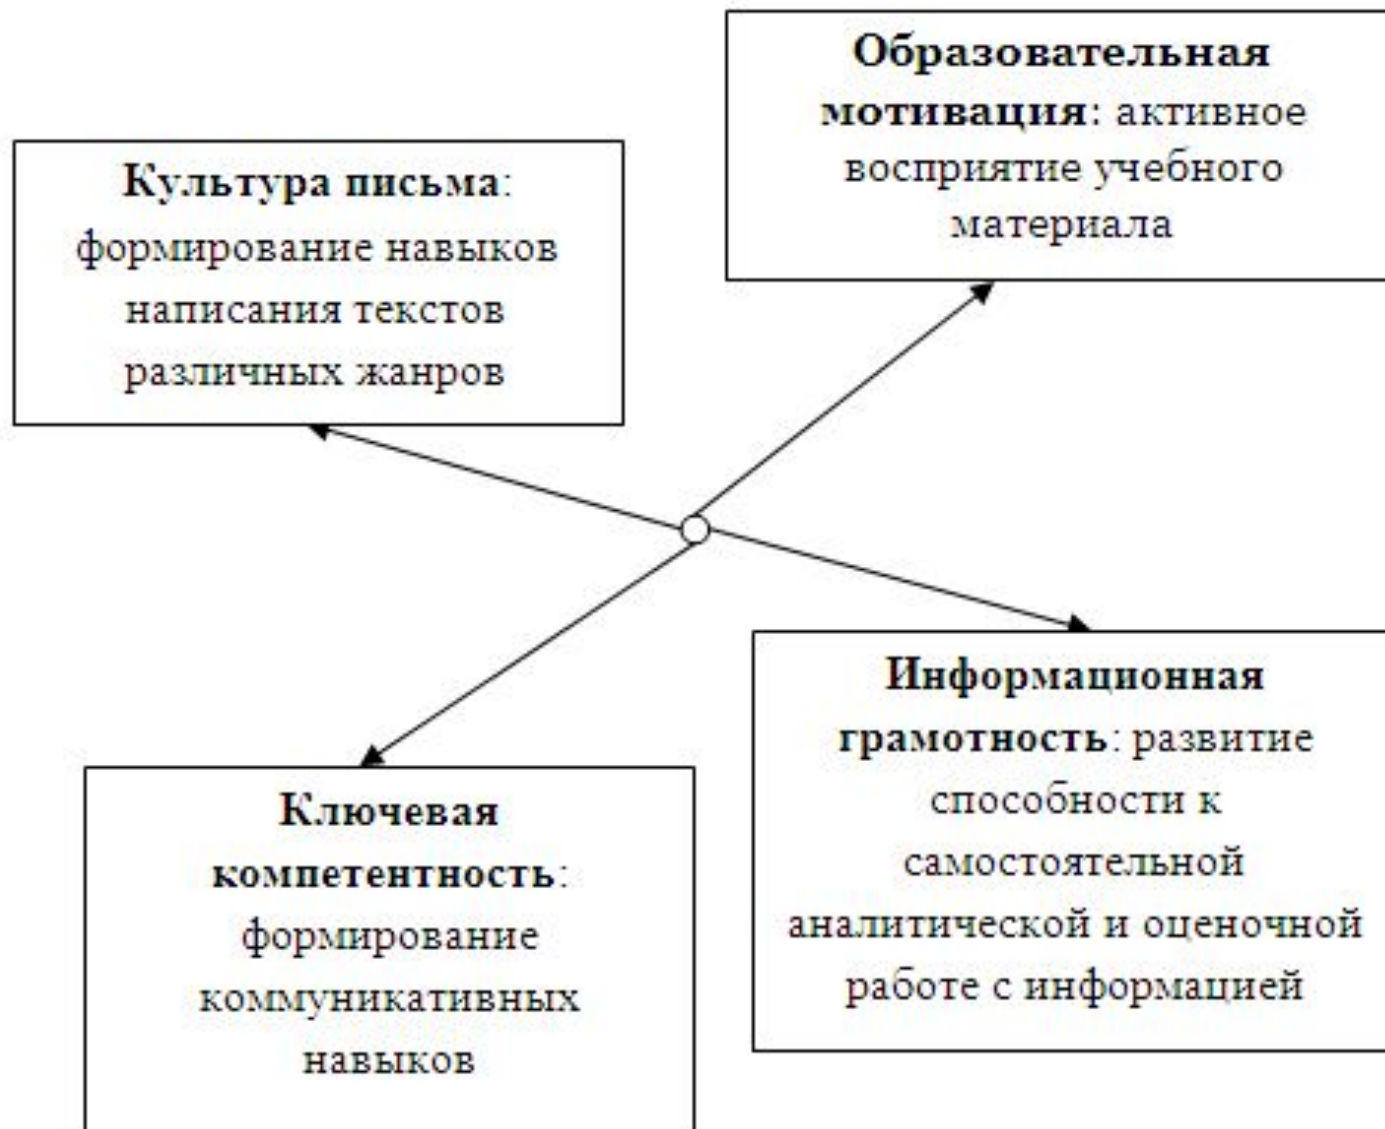 Образовательная
мотивация: активное
восприятие учебного
материала
Культура письма:
формирование навыков
написания текстов
различных жанров
Информационная
грамотность: развитие
способности к
самостоятельной
аналитической и оценочной
работе с информацией
Ключевая
компетентность:
формирование
коммуникативных
навыков